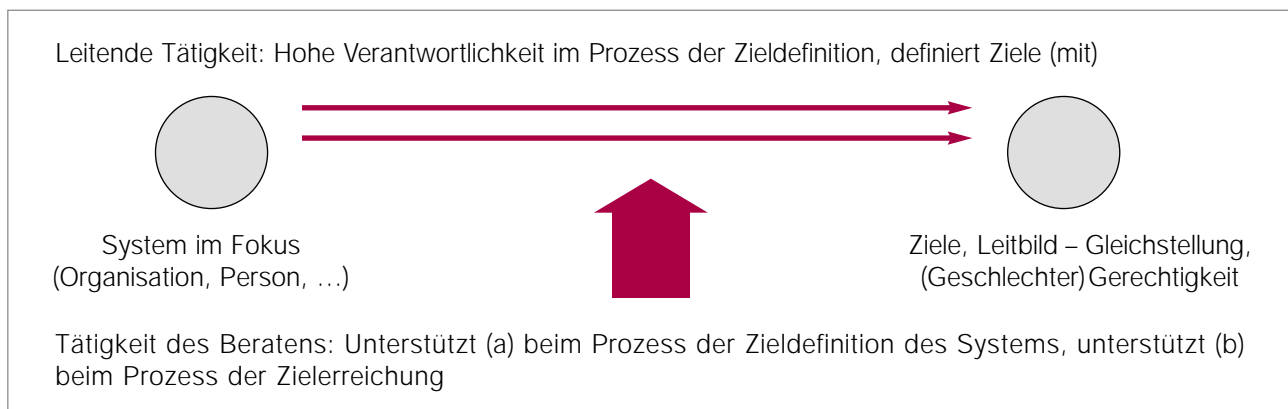 Leitende Tätigkeit: Hohe Verantwortlichkeit im Prozess der Zieldefinition, definiert Ziele (mit)
System im Fokus
(Organisation, Person, …)
Ziele, Leitbild – Gleichstellung,
(Geschlechter) Gerechtigkeit
Tätigkeit des Beratens: Unterstützt (a) beim Prozess der Zieldefinition des Systems, unterstützt (b)
beim Prozess der Zielerreichung